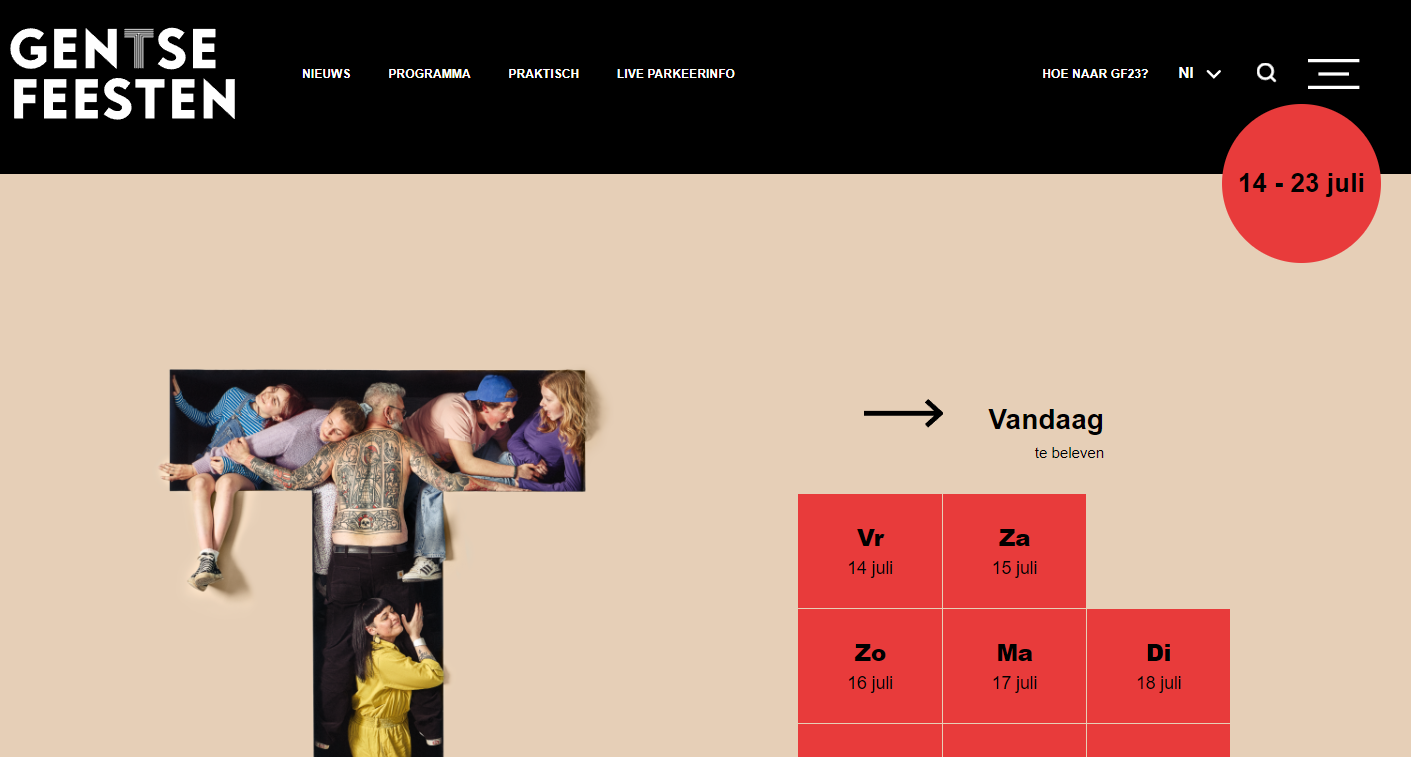 GENTSE
FEESTEN
NIEUWS
PROGRAMMA
PRAKTISCH
LIVE PARKEERINFO
HOE NAAR GF23?
Nl
14 - 23 juli
Vandaag
te beleven
Vr
14 juli
Za
15 juli
Zo
16 juli
Ma
17 juli
Di
18 juli